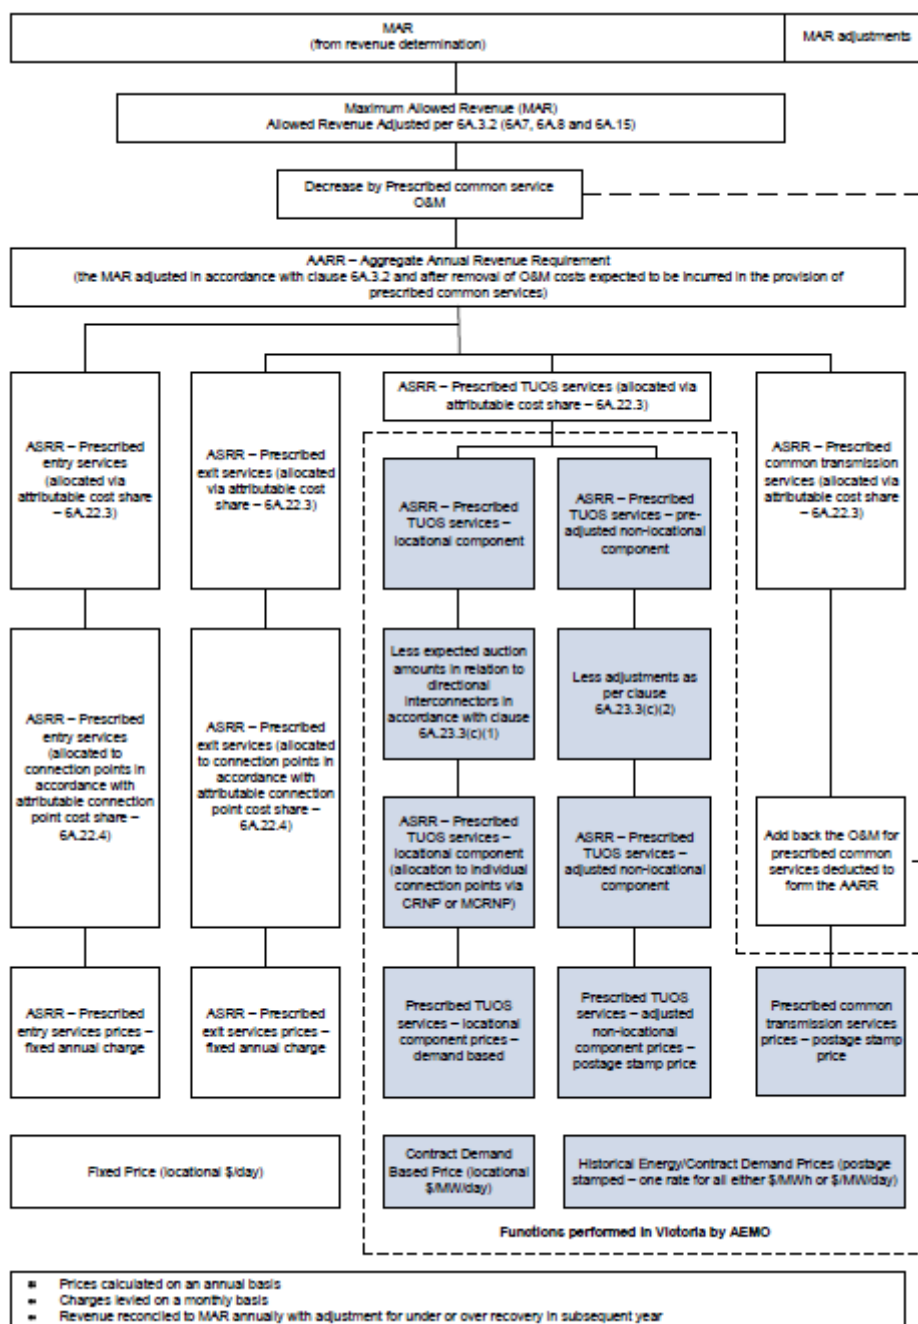 MAR
(from revenue determination)
MAR adjustments
Maximum Allowed Revenue (MAR)
Allowed Revenue Adjusted per 6A.3.2 (6A7, 6A.8 and 6A.15)
Decrease by Prescribed common service
O&M
AARR – Aggregate Annual Revenue Requirement
(the MAR adjusted in accordance with clause 6A.3.2 and after removal of O&M costs expected to be incurred in the provision of
prescribed common services)
ASRR – Prescribed
entry services
(allocated via
attributable cost share
– 6A.22.3)
ASRR – Prescribed
exit services (allocated
via attributable cost
share – 6A.22.3)
ASRR – Prescribed TUOS services (allocated via
attributable cost share – 6A.22.3)
ASRR – Prescribed
common transmission
services (allocated via
attributable cost share
– 6A.22.3)
ASRR – Prescribed
TUOS services –
locational component
ASRR – Prescribed
TUOS services – pre-
adjusted non-locational
component
ASRR – Prescribed
entry services
(allocated to
connection points in
accordance with
attributable connection
point cost share –
6A.22.4)
ASRR – Prescribed
exit services (allocated
to connection points in
accordance with
attributable connection
point cost share –
6A.22.4)
Less expected auction
amounts in relation to
directional
interconnectors in
accordance with clause
6A.23.3(c)(1)
Less adjustments as
per clause
6A.23.3(c)(2)
ASRR – Prescribed
TUOS services –
locational component
(allocation to individual
connection points via
CRNP or MCRNP)
ASRR – Prescribed
TUOS services –
adjusted non-locational
component
Add back the O&M for
prescribed common
services deducted to
form the AARR
ASRR – Prescribed
entry services prices –
fixed annual charge
ASRR – Prescribed
exit services prices –
fixed annual charge
Prescribed TUOS
services – locational
component prices –
demand based
Prescribed TUOS
services – adjusted
non-locational
component prices –
postage stamp price
Prescribed common
transmission services
prices – postage stamp
price
Fixed Price (locational $/day)
Contract Demand
Based Price (locational
$/MW/day)
Historical Energy/Contract Demand Prices (postage
stamped – one rate for all either $/MWh or $/MW/day)
Functions performed in Victoria by AEMO
Prices calculated on an annual basis
Charges levied on a monthly basis
Revenue reconciled to MAR annually with adjustment for under or over recovery in subsequent year